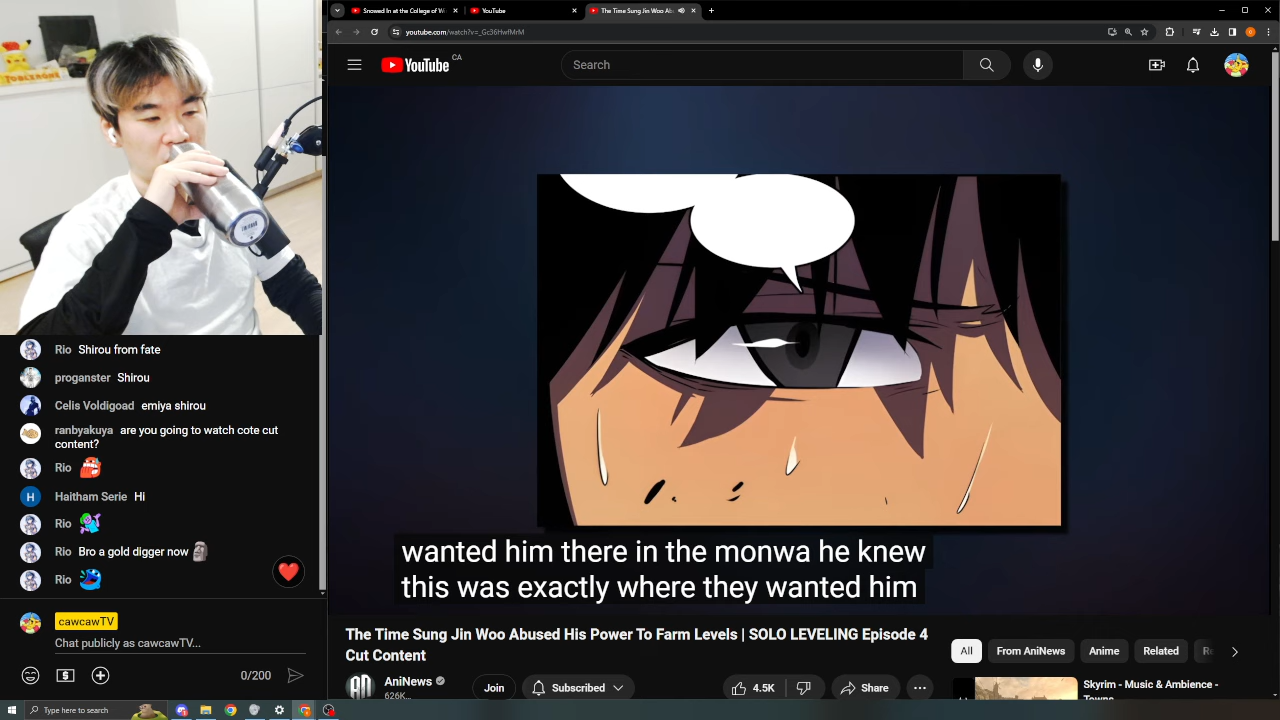 Snowed In at the College of W
YouTube
The Time Sung Jin Woo Ab
youtube.com/watch?v=_Gc36HwfMrM
YouTube CA
Search
TOBLERONE
Rio Shirou from fate
proganster Shirou
Celis Voldigoad emiya shirou
ranbyakuya are you going to watch cote cut
content?
Rio
H Haitham Serie Hi
Rio
Rio Bro a gold digger now
Rio
cawcawTV
Chat publicly as cawcawTV...
0/200
wanted him there in the monwa he knew
this was exactly where they wanted him
The Time Sung Jin Woo Abused His Power To Farm Levels | SOLO LEVELING Episode 4
Cut Content
AniNews
626K
Join
Subscribed
4.5K
Share
All
From AniNews
Anime
Related
Skyrim - Music & Ambience -
Towns
Type here to search